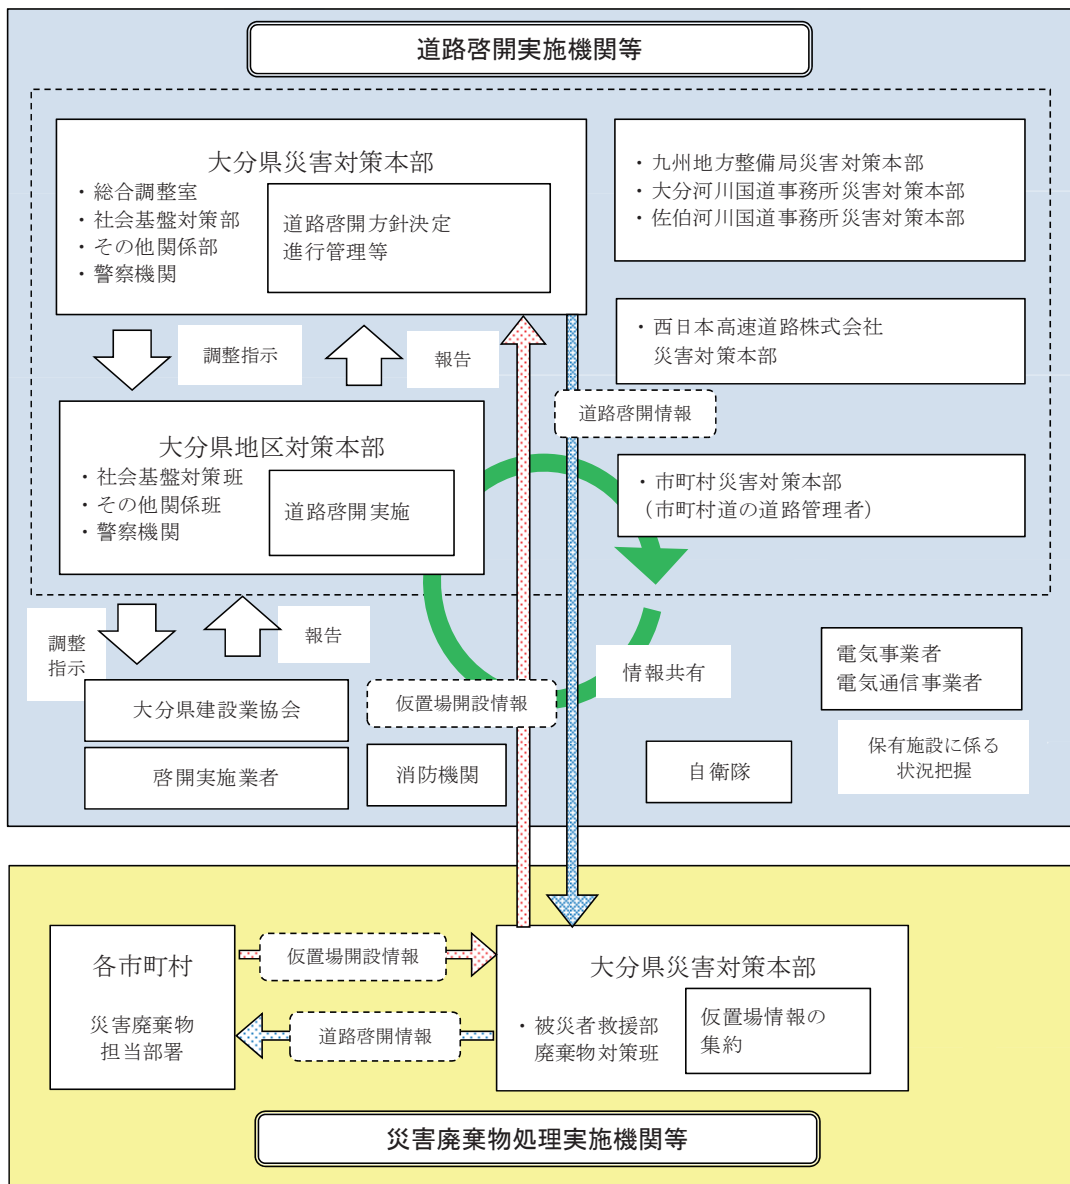 道路啓開実施機関等
大分県災害対策本部
・総合調整室
・社会基盤対策部
・その他関係部
・警察機関
道路啓開方針決定
進行管理等
・九州地方整備局災害対策本部
・大分河川国道事務所災害対策本部
・佐伯河川国道事務所災害対策本部
調整指示
報告
・西日本高速道路株式会社
災害対策本部
道路啓開情報
大分県地区対策本部
・社会基盤対策班
・その他関係班
・警察機関
道路啓開実施
・市町村災害対策本部
（市町村道の道路管理者）
調整
指示
報告
情報共有
電気事業者
電気通信事業者
大分県建設業協会
仮置場開設情報
保有施設に係る
状況把握
啓開実施業者
消防機関
自衛隊
各市町村
災害廃棄物
担当部署
仮置場開設情報
道路啓開情報
大分県災害対策本部
・被災者救援部
廃棄物対策班
仮置場情報の
集約
災害廃棄物処理実施機関等